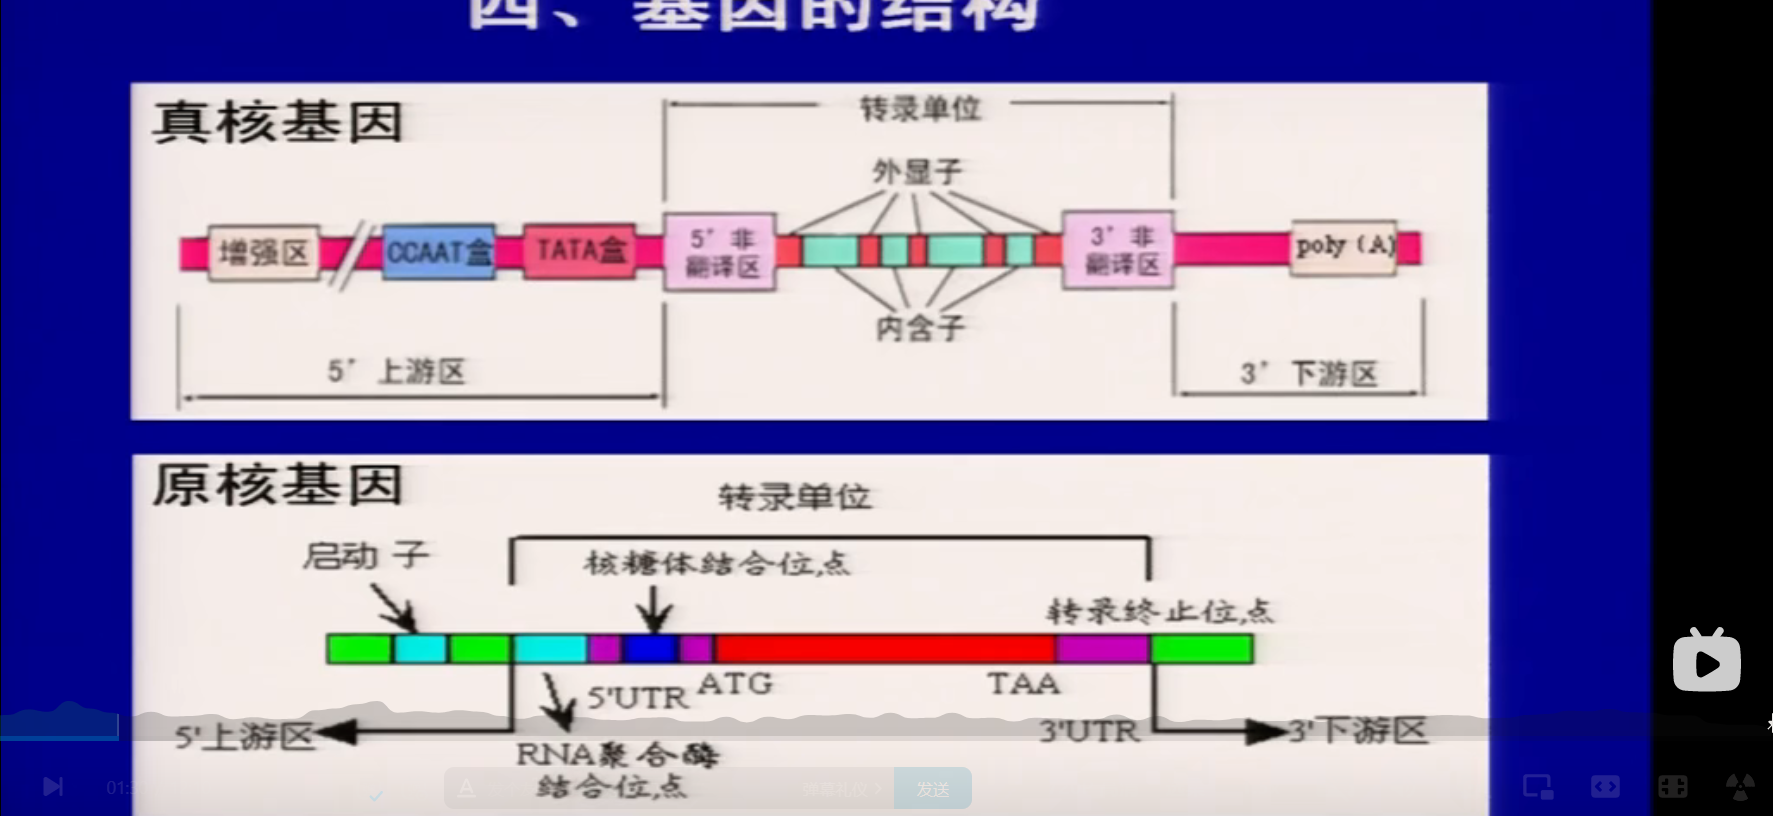 四、基因的结构
真核基因
转录单位
外显子
增强区
CCAAT盒
TATA盒
5'非
翻译区
3'非
翻译区
poly（A）
内含子
5'上游区
3'下游区
原核基因
转录单位
启动 子
核糖体结合位点
转录终止位点
5'UTR
ATG
TAA
5'上游区
3'UTR
3'下游区
RNA聚合酶
结合位点
01:
弹幕礼仪
发送